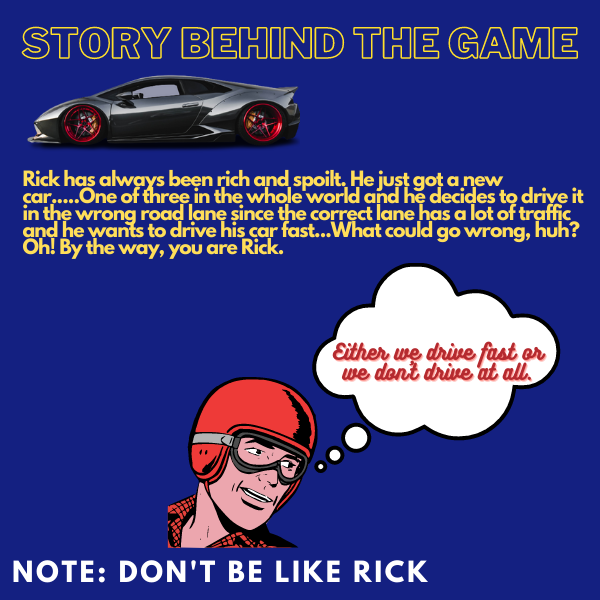 STORY BEHIND THE GAME
Rick has always been rich and spoilt. He just got a new
car.....One of three in the whole world and he decides to drive it
in the wrong road lane since the correct lane has a lot of traffic
and he wants to drive his car fast...What could go wrong, huh?
Oh! By the way, you are Rick.
Either we drive fast or
we don't drive at all.
NOTE: DON'T BE LIKE RICK